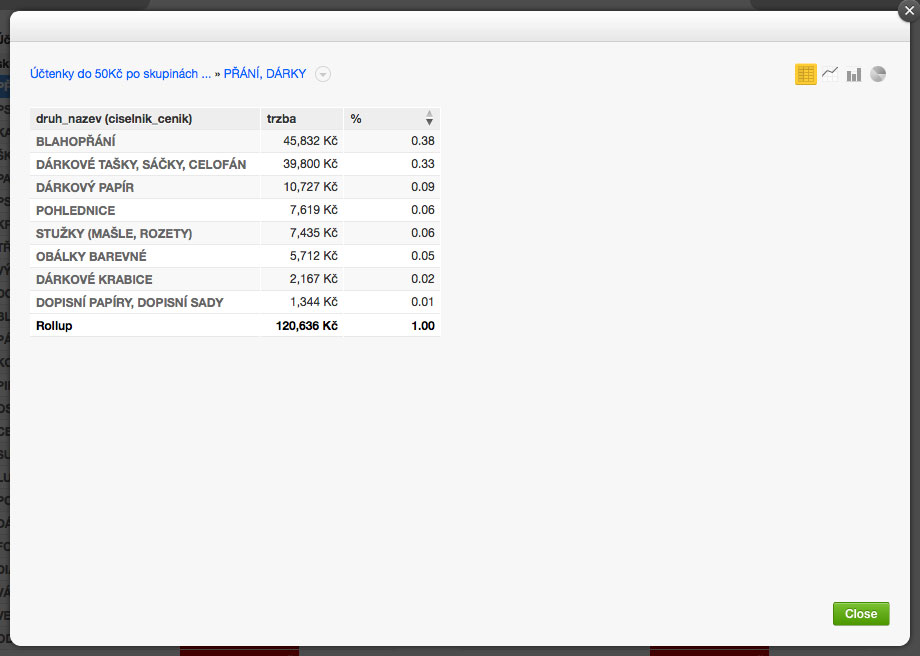 Účtenky do 50Kč po skupinách ... » PŘÁNÍ, DÁRKY
druh_nazev (ciselnik_cenik) trzba %
BLAHOPŘÁNÍ 45,832 Kč 0.38
DÁRKOVÉ TAŠKY, SÁČKY, CELOFÁN 39,800 Kč 0.33
DÁRKOVÝ PAPÍR 10,727 Kč 0.09
POHLEDNICE 7,619 Kč 0.06
STUŽKY (MAŠLE, ROZETY) 7,435 Kč 0.06
OBÁLKY BAREVNÉ 5,712 Kč 0.05
DÁRKOVÉ KRABICE 2,167 Kč 0.02
DOPISNÍ PAPÍRY, DOPISNÍ SADY 1,344 Kč 0.01
Rollup 120,636 Kč 1.00
Close